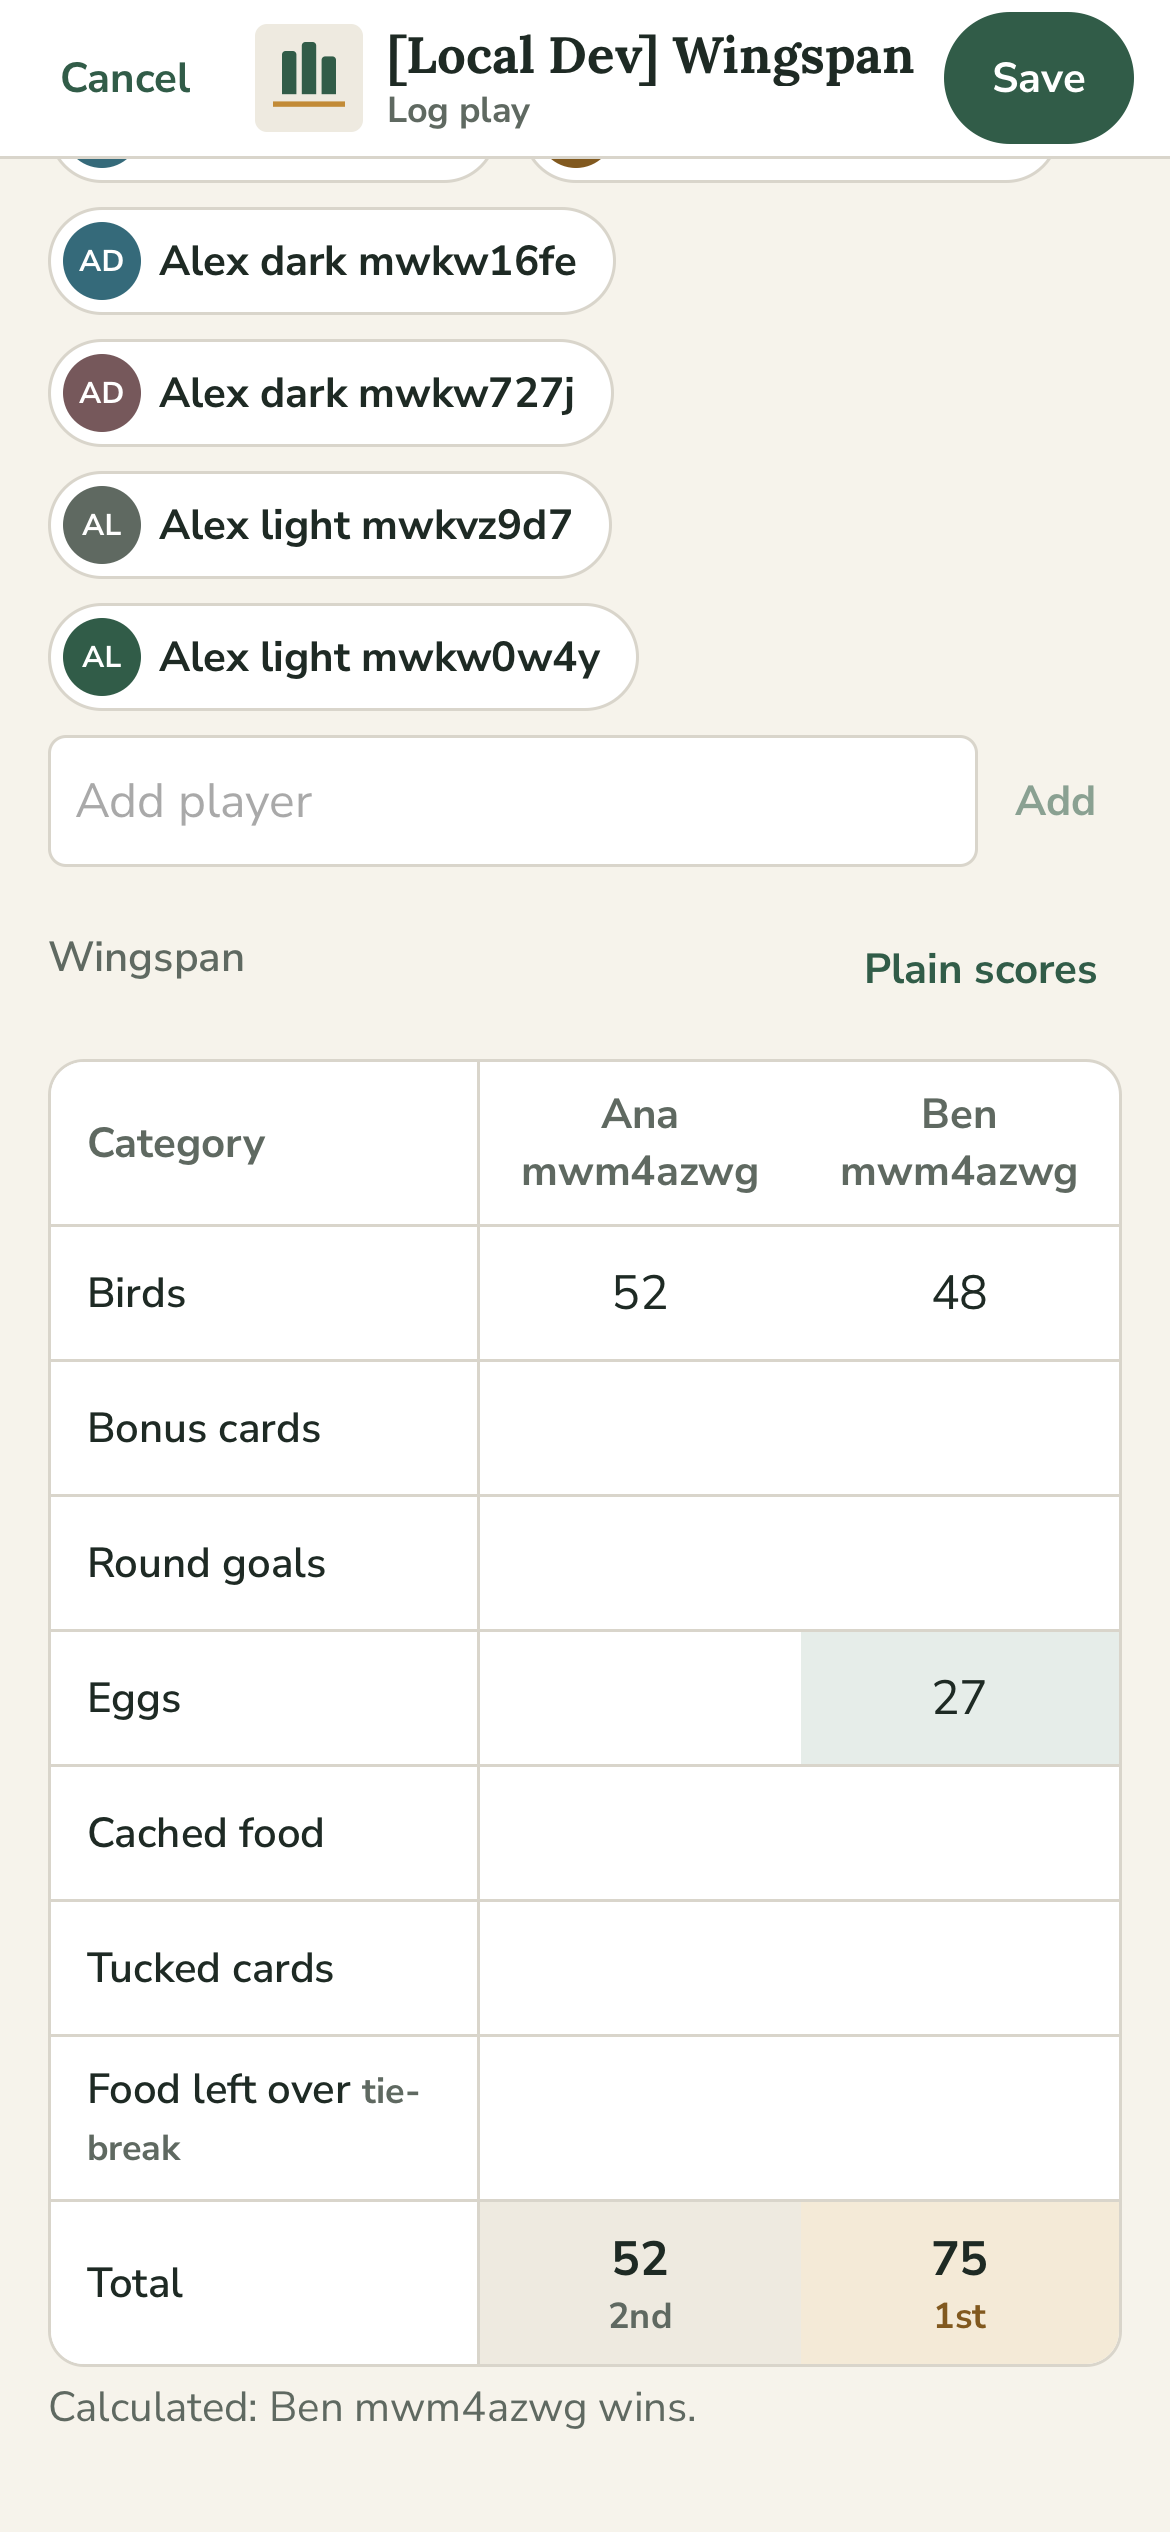 Cancel
[Local Dev] Wingspan
Log play
Save
AD Alex dark mwkw16fe
AD Alex dark mwkw727j
AL Alex light mwkvz9d7
AL Alex light mwkw0w4y
Add player
Add
Wingspan
Plain scores
Category
Ana
mwm4azwg
Ben
mwm4azwg
Birds 52 48
Bonus cards
Round goals
Eggs 27
Cached food
Tucked cards
Food left over tie-
break
Total
52 75
2nd 1st
Calculated: Ben mwm4azwg wins.